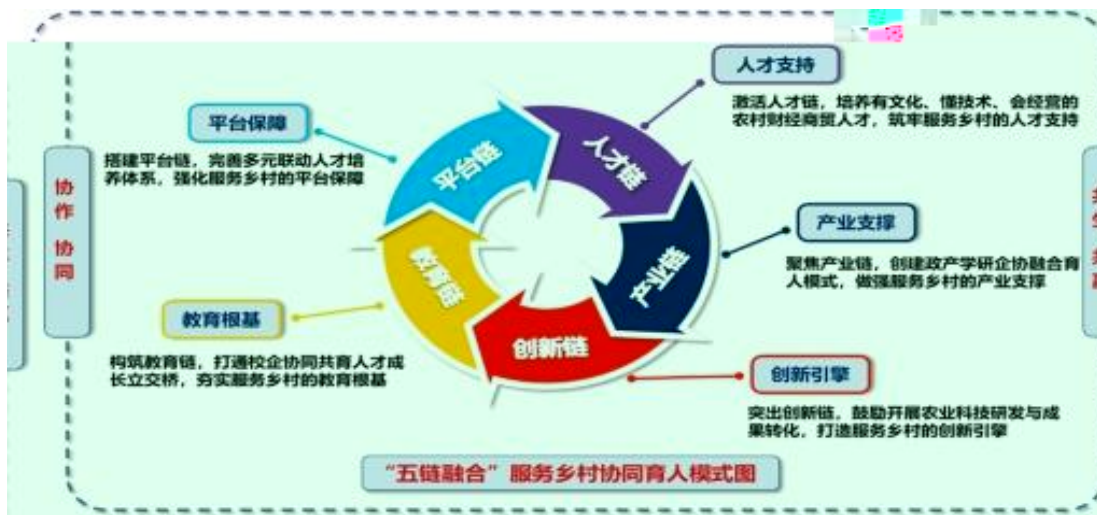 人才支持
激活人才链，培养有文化、懂技术、会经营的
农村财经商贸人才，筑牢服务乡村的人才支持
平台保障
搭建平台链，完善多元联动人才培
养体系，强化服务乡村的平台保障
协作 协同
平台链
人才链
产业链
创新链
教育链
产业支撑
聚焦产业链，创建政产学研企协融合育
人模式，做强服务乡村的产业支撑
教育根基
构筑教育链，打通校企协同共育人才成
长立交桥，夯实服务乡村的教育根基
创新引擎
突出创新链，鼓励开展农业科技研发与成
果转化，打造服务乡村的创新引擎
“五链融合”服务乡村协同育人模式图